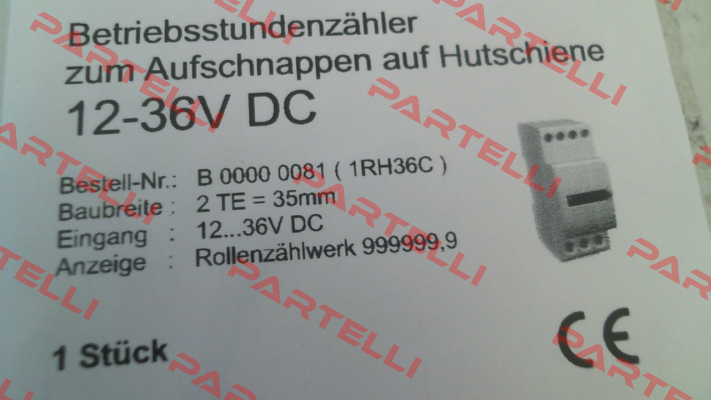 Betriebsstundenzähler
zum Aufschnappen auf Hutschiene
12-36V DC
Bestell-Nr.: B 0000 0081 ( 1RH36C )
Baubreite : 2 TE = 35mm
Eingang : 12...36V DC
Anzeige : Rollenzählwerk 999999,9
1 Stück
CE
PARTELLI
PARTELLI
PARTELLI
PARTELLI
PARTELLI
PARTELLI
PARTELLI